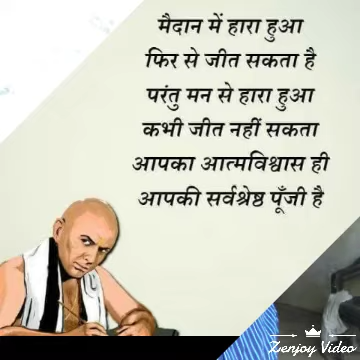 मैदान में हारा हुआ
फिर से जीत सकता है
परंतु मन से हारा हुआ
कभी जीत नहीं सकता
आपका आत्मविश्वास ही
आपकी सर्वश्रेष्ठ पूँजी है
Zenjoy Video